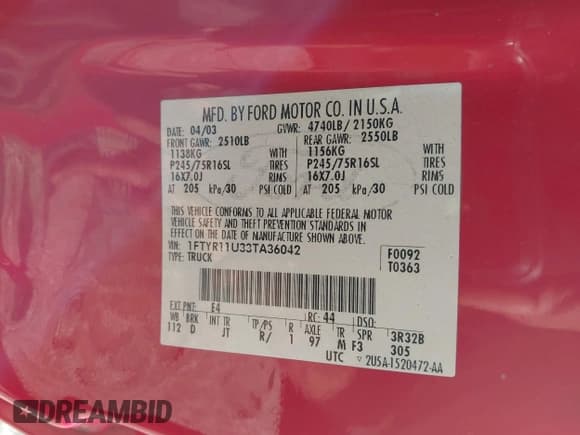 MFD. BY FORD MOTOR CO. IN U.S.A.
DATE: 04/03 GVWR: 4740LB/ 2150KG
FRONT GAWR: 2510LB REAR GAWR: 2550LB
1138KG WITH 1156KG WITH
P245/75R16SL TIRES P245/75R16SL TIRES
16X7.0J RIMS 16X7.0J RIMS
AT 205 kPa/30 PSI COLD AT 205 kPa/30 PSI COLD
THIS VEHICLE CONFORMS TO ALL APPLICABLE FEDERAL MOTOR
VEHICLE SAFETY AND THEFT PREVENTION STANDARDS IN
EFFECT ON THE DATE OF MANUFACTURE SHOWN ABOVE.
VIN: 1FTYR11U33TA36042 F0092
TYPE: TRUCK T0363
EXT PNT: E4 RC: 44 DSO:
WB BRK INT TR TP/PS R AXLE TR SPR 3R32B
112 D JT R/ 1 97 M F3 305
UTC ▽ 2USA-1520472-AA
DREAMBID